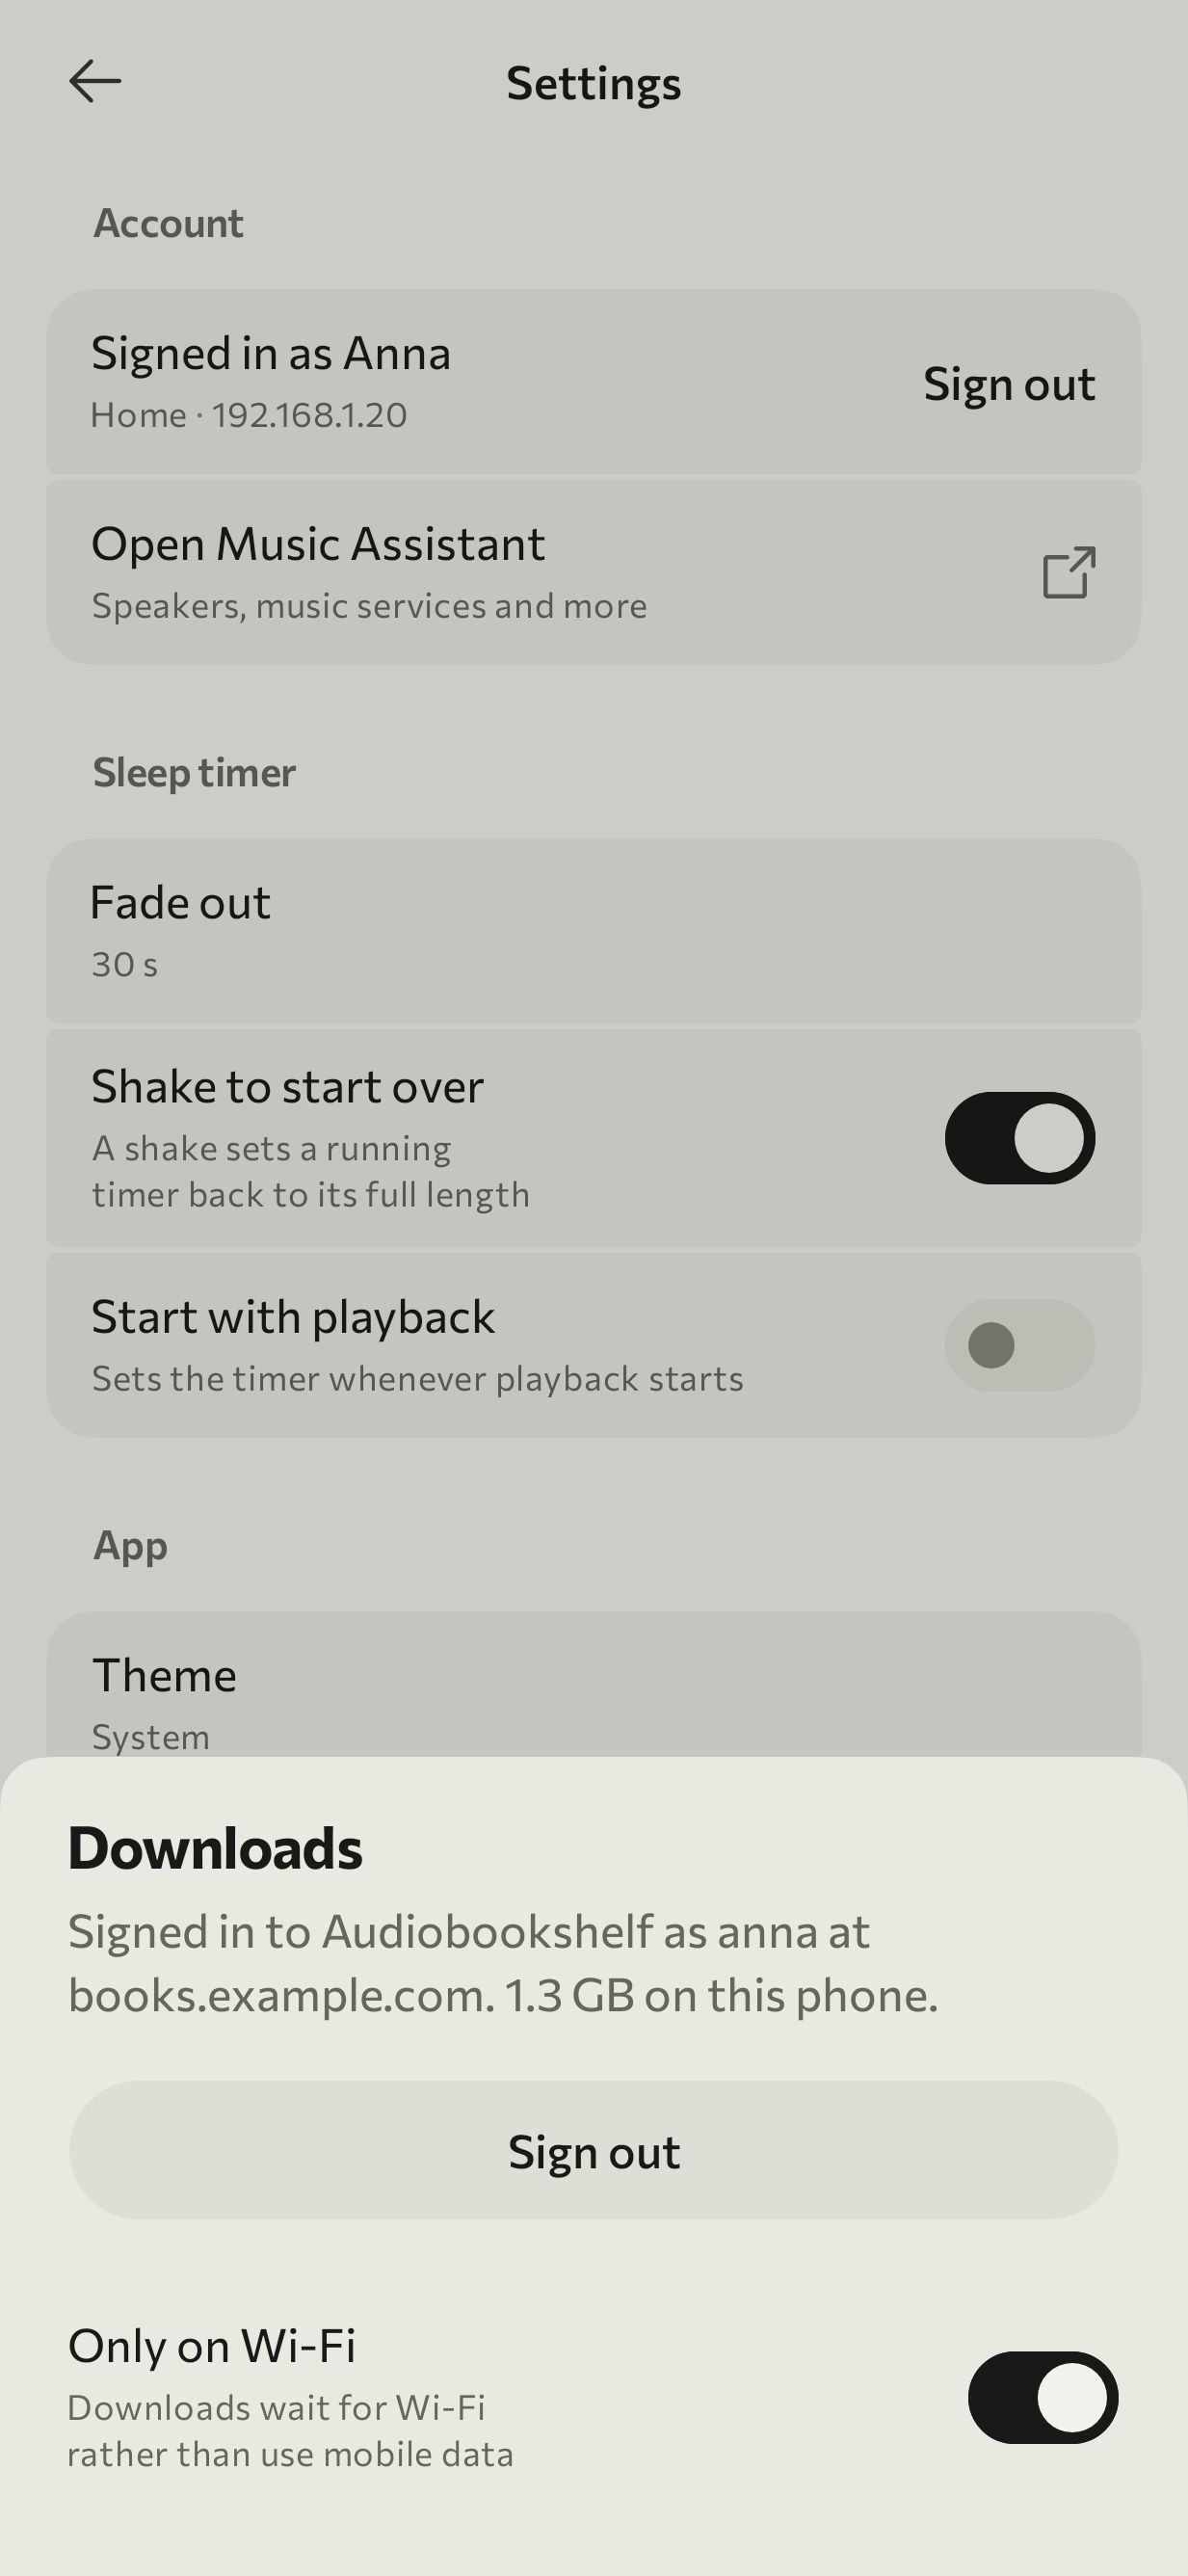 Settings
Account
Signed in as Anna
Home · 192.168.1.20
Sign out
Open Music Assistant
Speakers, music services and more
Sleep timer
Fade out
30 s
Shake to start over
A shake sets a running
timer back to its full length
Start with playback
Sets the timer whenever playback starts
App
Theme
System
Downloads
Signed in to Audiobookshelf as anna at
books.example.com. 1.3 GB on this phone.
Sign out
Only on Wi-Fi
Downloads wait for Wi-Fi
rather than use mobile data